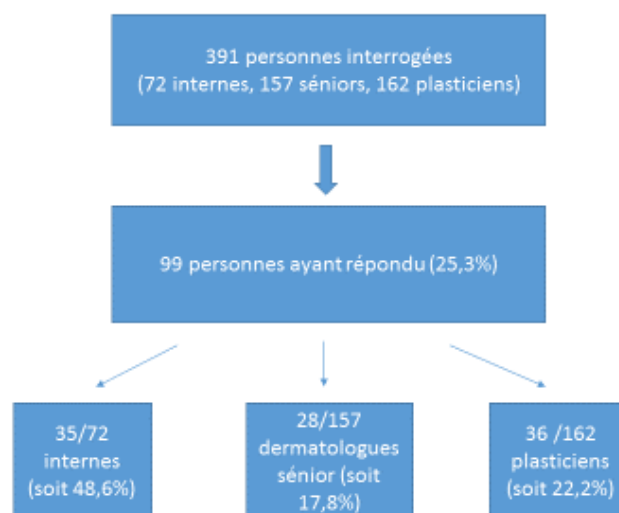 391 personnes interrogées
(72 internes, 157 séniors, 162 plasticiens)
99 personnes ayant répondu (25,3%)
35/72
internes
(soit 48,6%)
28/157
dermatologues
sénior (soit
17,8%)
36 /162
plasticiens
(soit 22,2%)